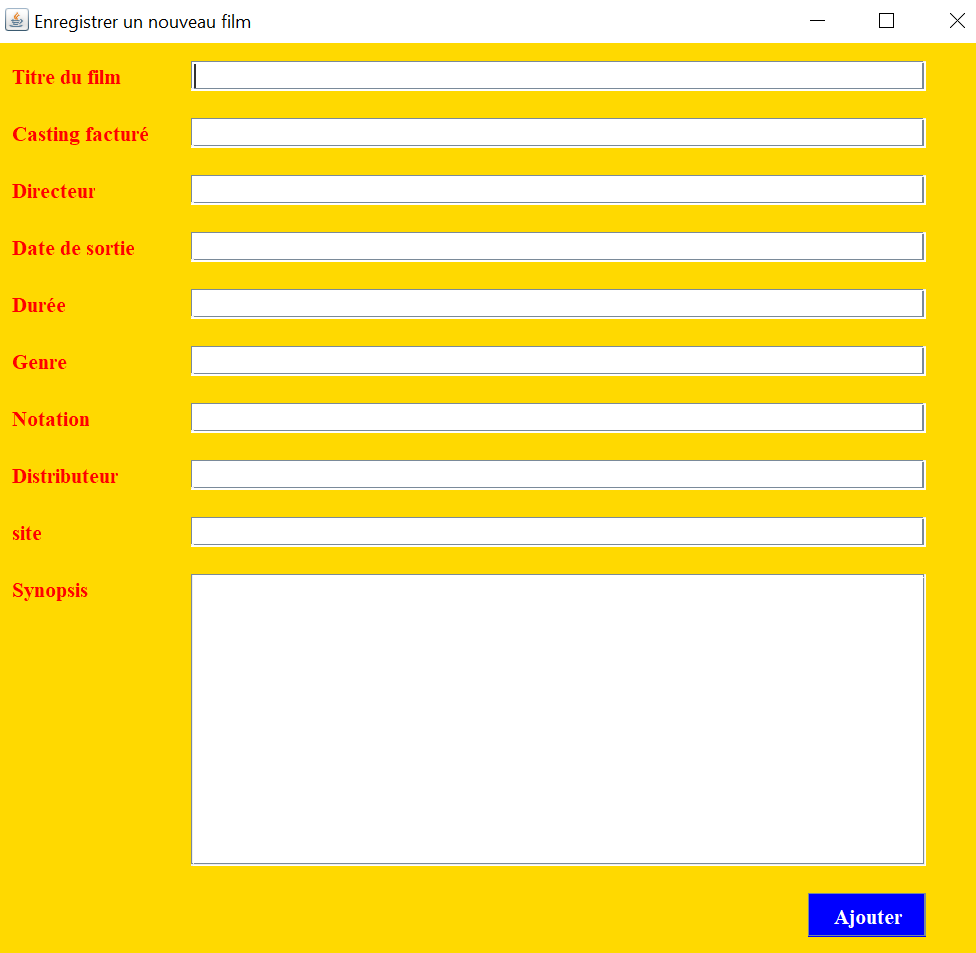 Enregistrer un nouveau film
Titre du film
Casting facturé
Directeur
Date de sortie
Durée
Genre
Notation
Distributeur
site
Synopsis
Ajouter